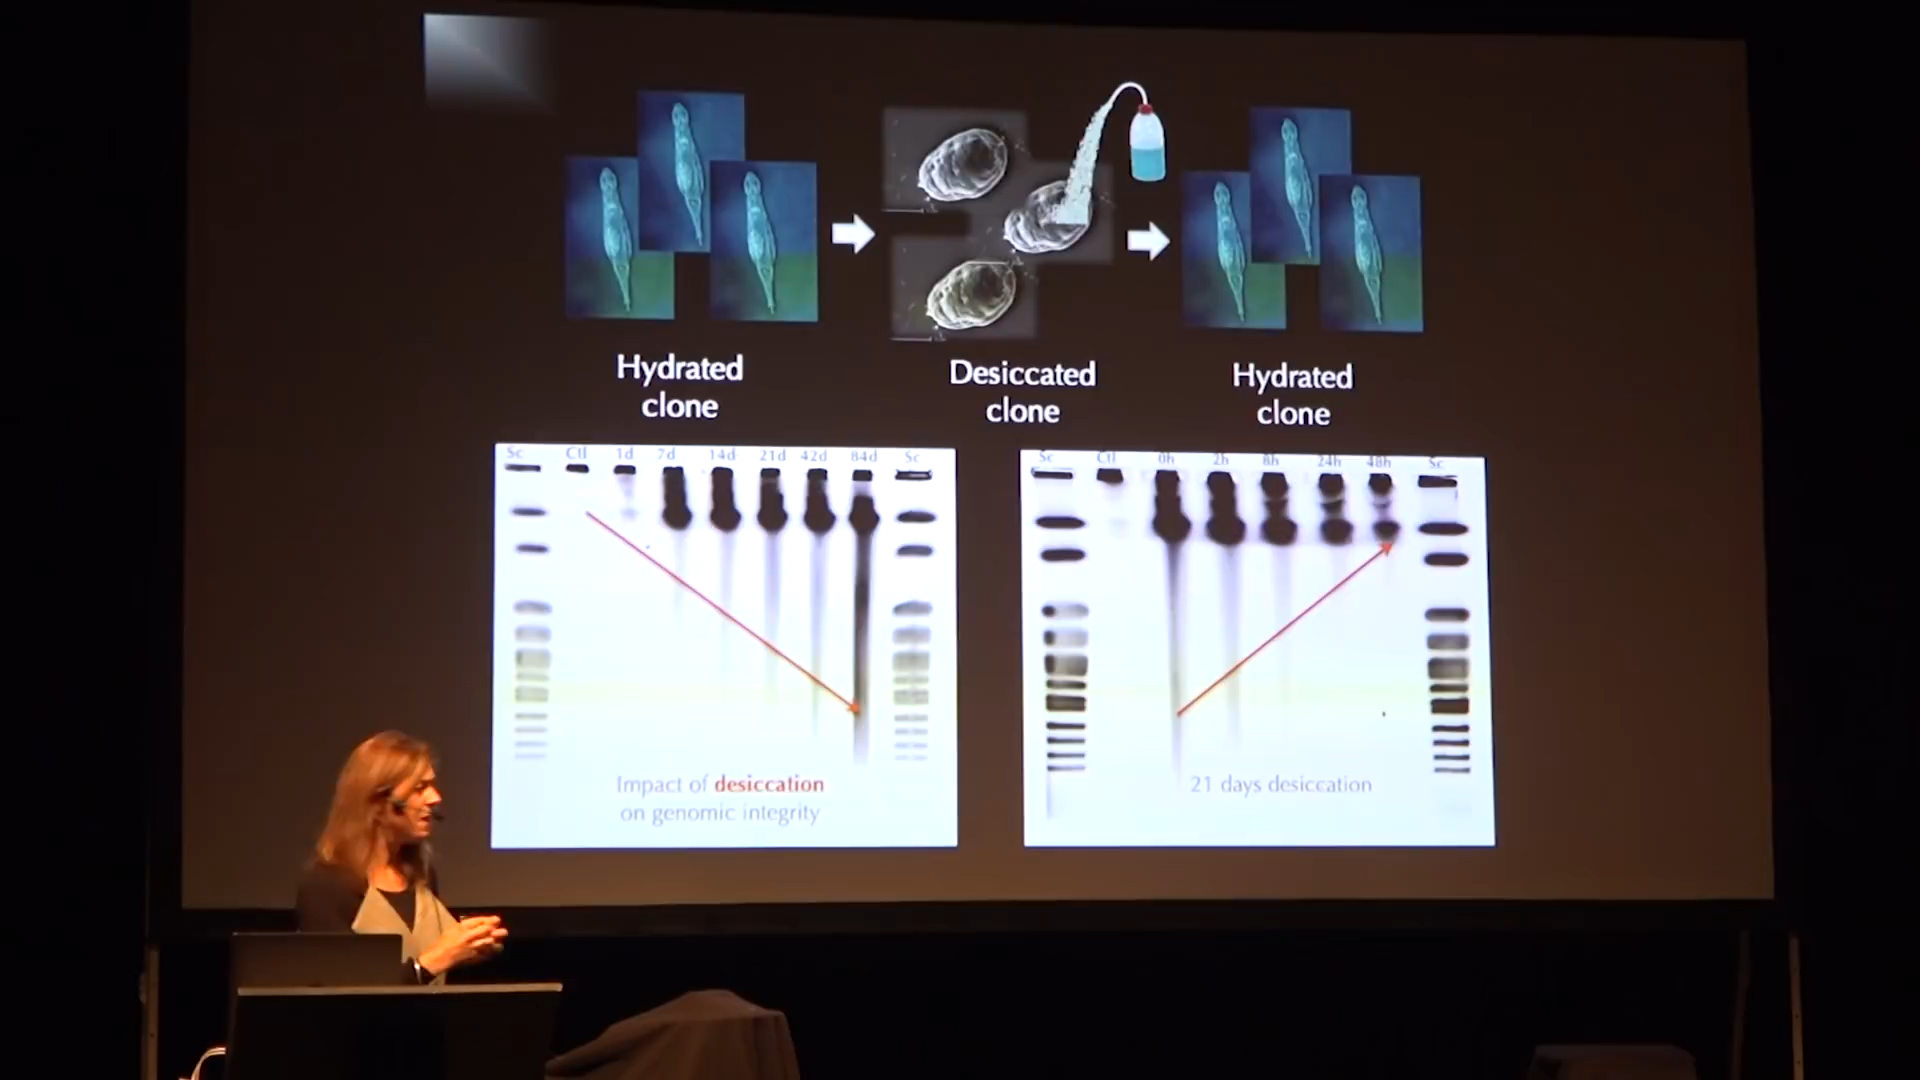 Hydrated
clone
Desiccated
clone
Hydrated
clone
Sc Ctl 1d 7d 14d 21d 42d 84d Sc
Impact of desiccation
on genomic integrity
Sc Ctl 0h 2h 8h 24h 48h Sc
21 days desiccation